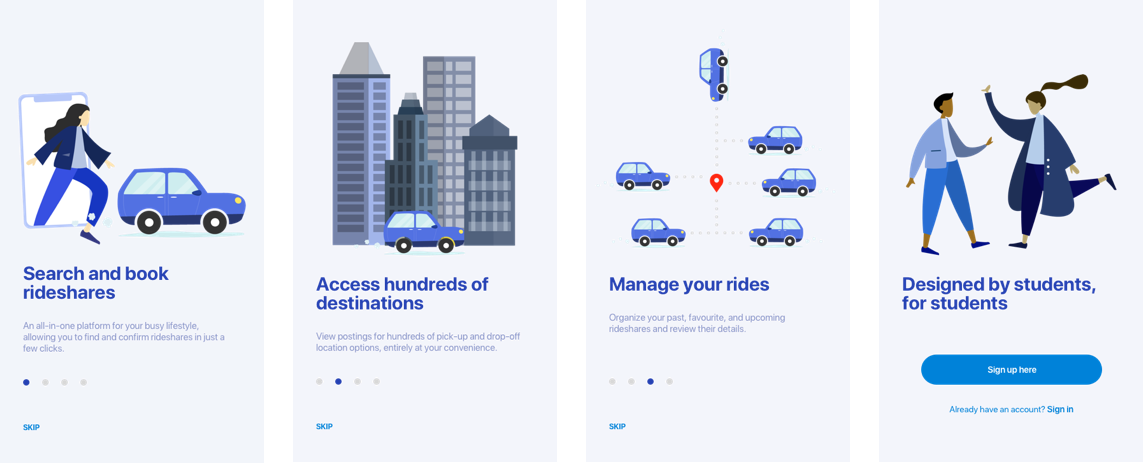 Search and book
rideshares
An all-in-one platform for your busy lifestyle,
allowing you to find and confirm rideshares in just a
few clicks.
SKIP
Access hundreds of
destinations
View postings for hundreds of pick-up and drop-off
location options, entirely at your convenience.
SKIP
Manage your rides
Organize your past, favourite, and upcoming
rideshares and review their details.
SKIP
Designed by students,
for students
Sign up here
Already have an account? Sign in